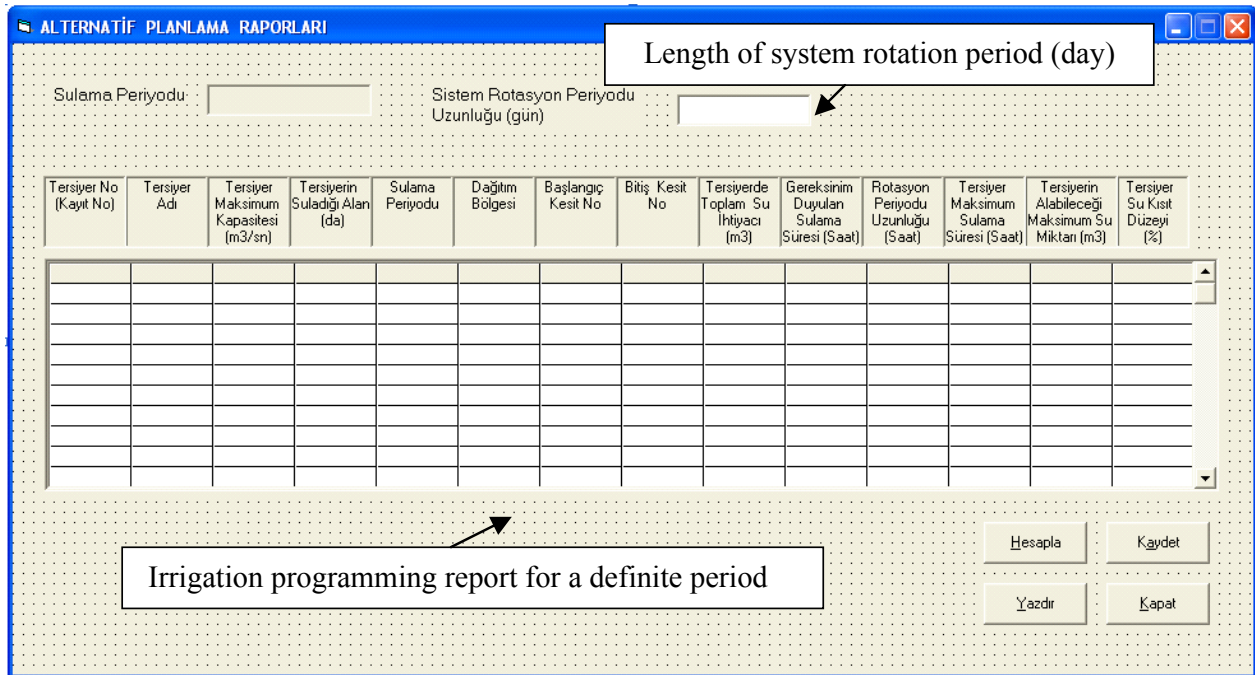 ALTERNATİF PLANLAMA RAPORLARI
Length of system rotation period (day)
Sulama Periyodu
Sistem Rotasyon Periyodu
Uzunluğu (gün)
Tersiyer No
(Kayıt No)
Tersiyer
Adı
Tersiyer
Maksimum
Kapasitesi
(m3/sn)
Tersiyerin
Suladığı Alan
(da)
Sulama
Periyodu
Dağıtım
Bölgesi
Başlangıç
Kesit No
Bitiş Kesit
No
Tersiyerde
Toplam Su
İhtiyacı
(m3)
Gereksinim
Duyulan
Sulama
Süresi (Saat)
Rotasyon
Periyodu
Uzunluğu
(Saat)
Tersiyer
Maksimum
Sulama
Süresi (Saat)
Tersiyerin
Alabileceği
Maksimum Su
Miktarı (m3)
Tersiyer
Su Kısıt
Düzeyi
(%)
Irrigation programming report for a definite period
Hesapla
Kaydet
Yazdır
Kapat